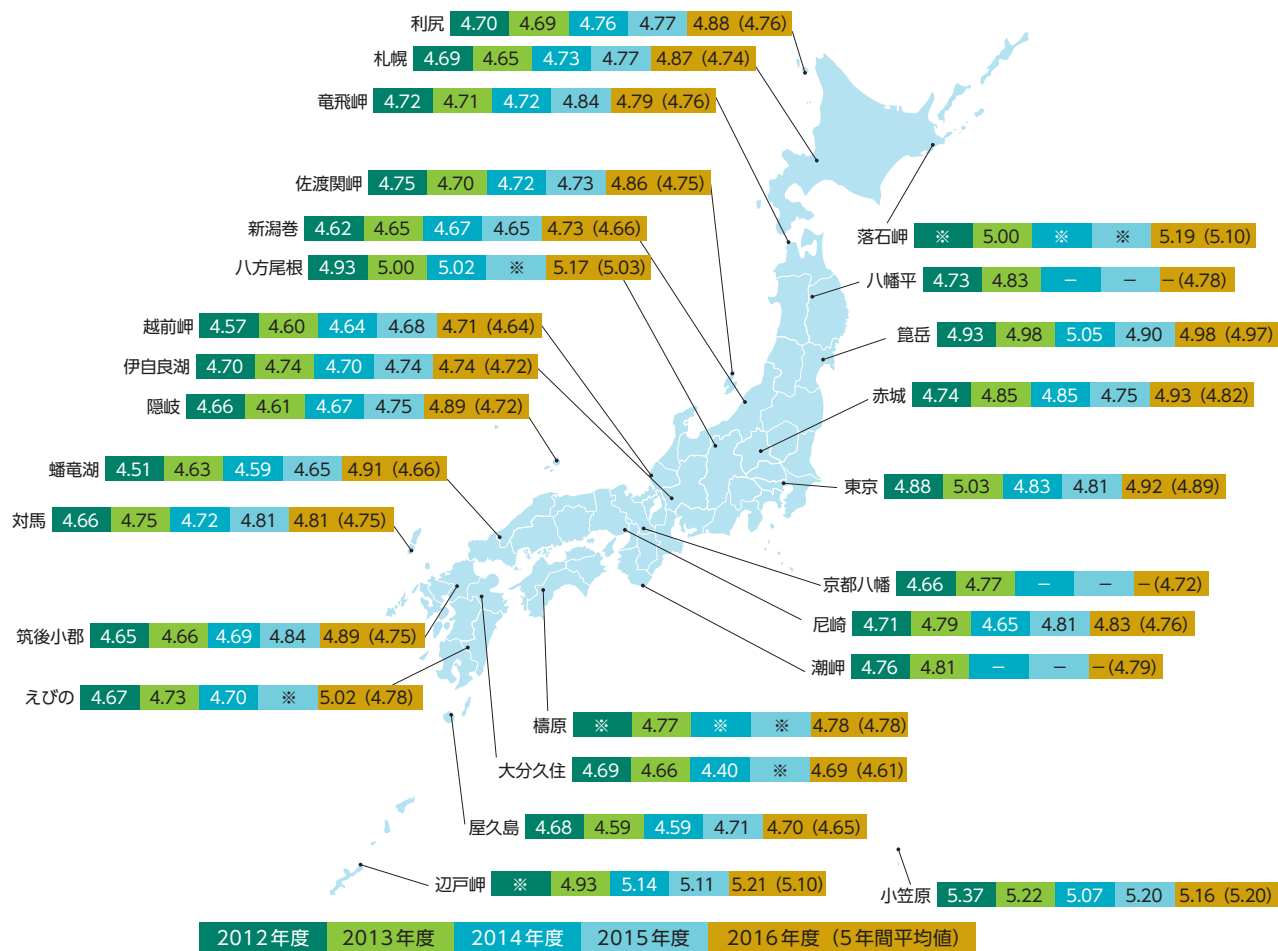 利尻 4.70 4.69 4.76 4.77 4.88 (4.76)
札幌 4.69 4.65 4.73 4.77 4.87 (4.74)
竜飛岬 4.72 4.71 4.72 4.84 4.79 (4.76)
佐渡関岬 4.75 4.70 4.72 4.73 4.86 (4.75)
新潟巻 4.62 4.65 4.67 4.65 4.73 (4.66)
八方尾根 4.93 5.00 5.02 ※ 5.17 (5.03)
越前岬 4.57 4.60 4.64 4.68 4.71 (4.64)
伊自良湖 4.70 4.74 4.70 4.74 4.74 (4.72)
隠岐 4.66 4.61 4.67 4.75 4.89 (4.72)
蟠竜湖 4.51 4.63 4.59 4.65 4.91 (4.66)
対馬 4.66 4.75 4.72 4.81 4.81 (4.75)
筑後小郡 4.65 4.66 4.69 4.84 4.89 (4.75)
えびの 4.67 4.73 4.70 ※ 5.02 (4.78)
落石岬 ※ 5.00 ※ ※ 5.19 (5.10)
八幡平 4.73 4.83 － － － (4.78)
箟岳 4.93 4.98 5.05 4.90 4.98 (4.97)
赤城 4.74 4.85 4.85 4.75 4.93 (4.82)
東京 4.88 5.03 4.83 4.81 4.92 (4.89)
京都八幡 4.66 4.77 － － － (4.72)
尼崎 4.71 4.79 4.65 4.81 4.83 (4.76)
潮岬 4.76 4.81 － － － (4.79)
檮原 ※ 4.77 ※ ※ 4.78 (4.78)
大分久住 4.69 4.66 4.40 ※ 4.69 (4.61)
屋久島 4.68 4.59 4.59 4.71 4.70 (4.65)
辺戸岬 ※ 4.93 5.14 5.11 5.21 (5.10)
小笠原 5.37 5.22 5.07 5.20 5.16 (5.20)
2012年度 2013年度 2014年度 2015年度 2016年度（5年間平均値）